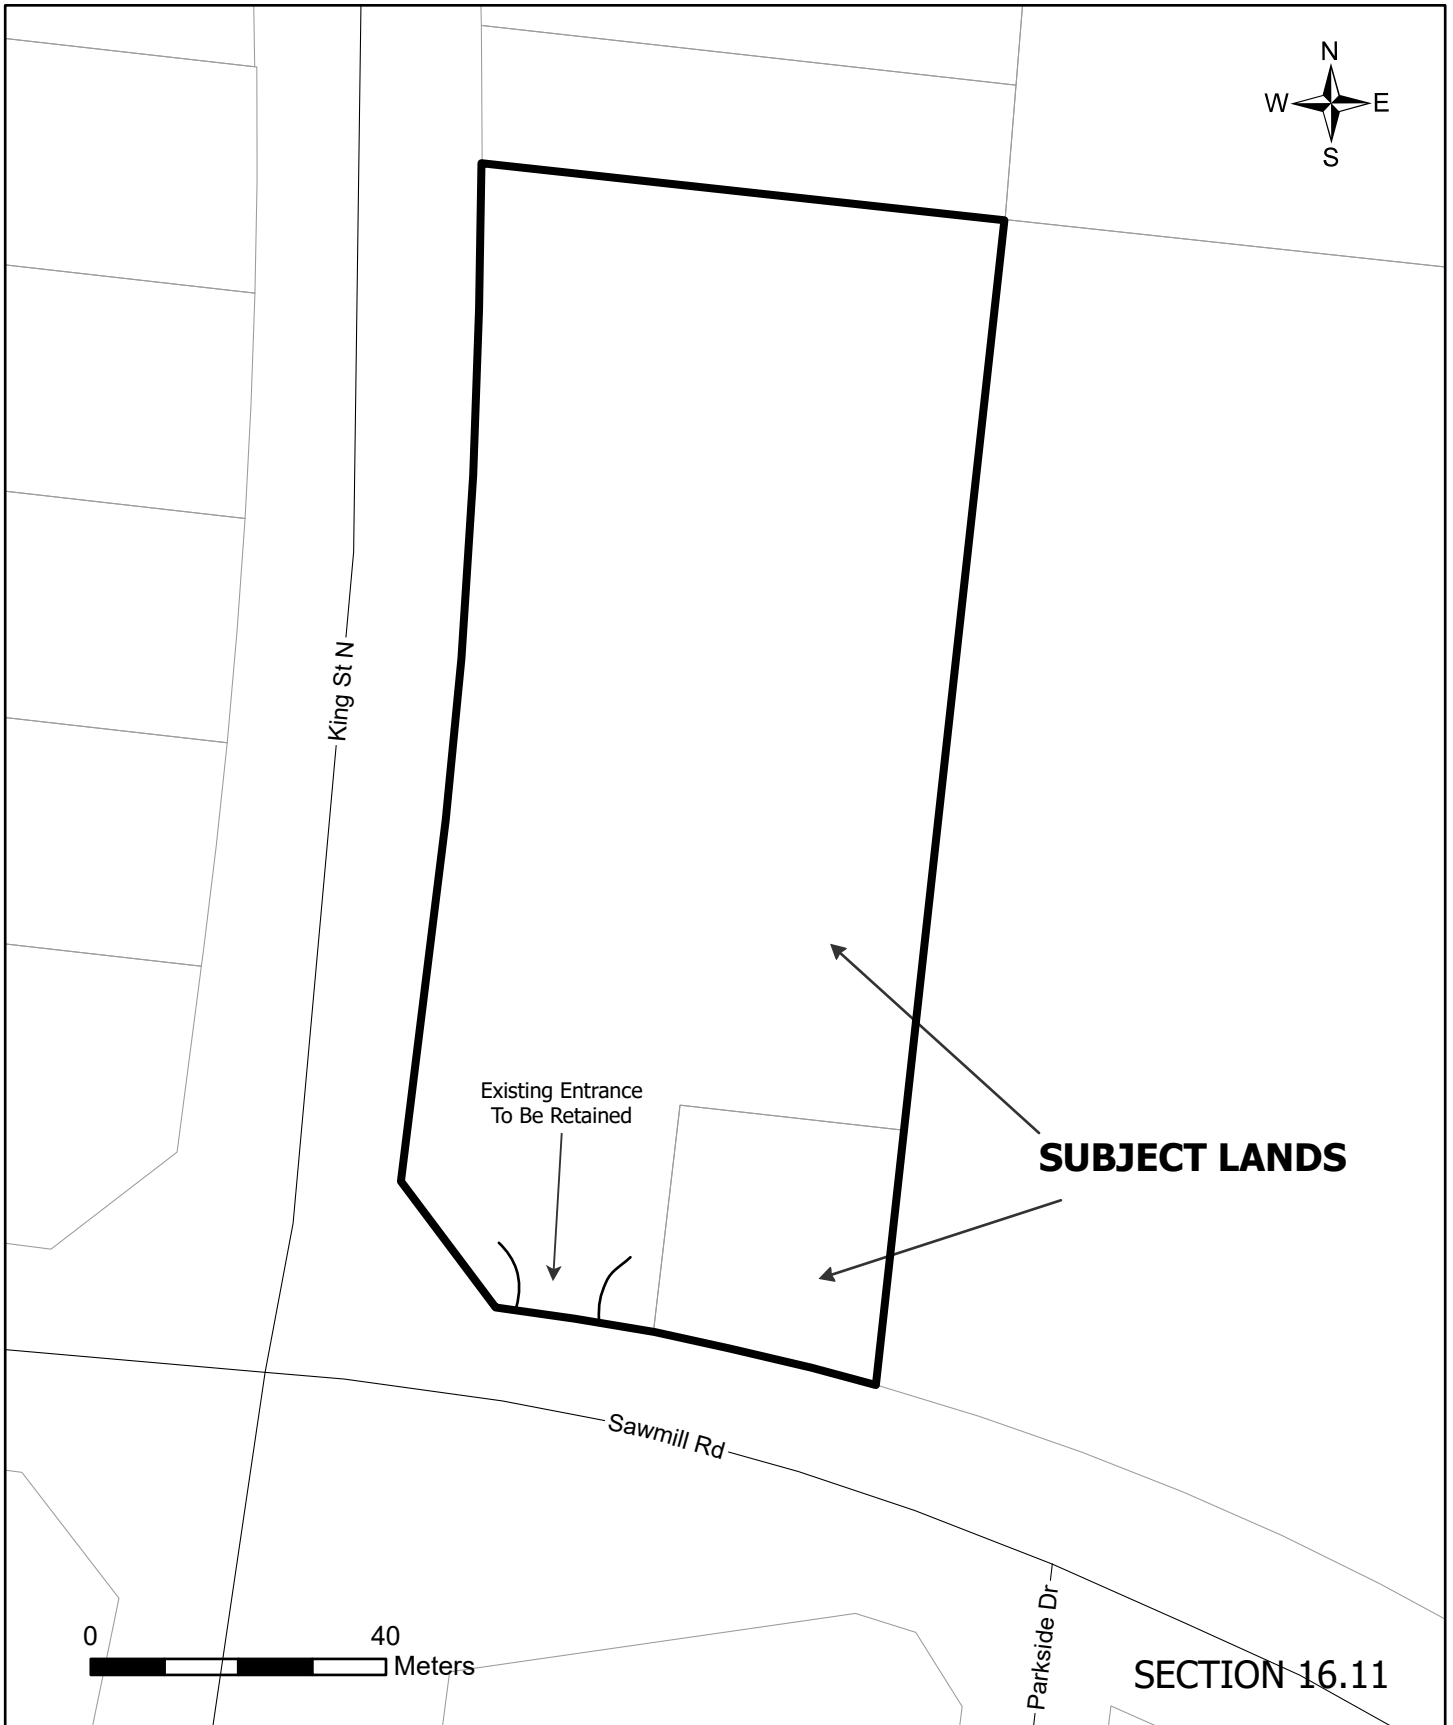 N
W E
S
King St N
Existing Entrance
To Be Retained
SUBJECT LANDS
Sawmill Rd
Parkside Dr
0 40
Meters
SECTION 16.11